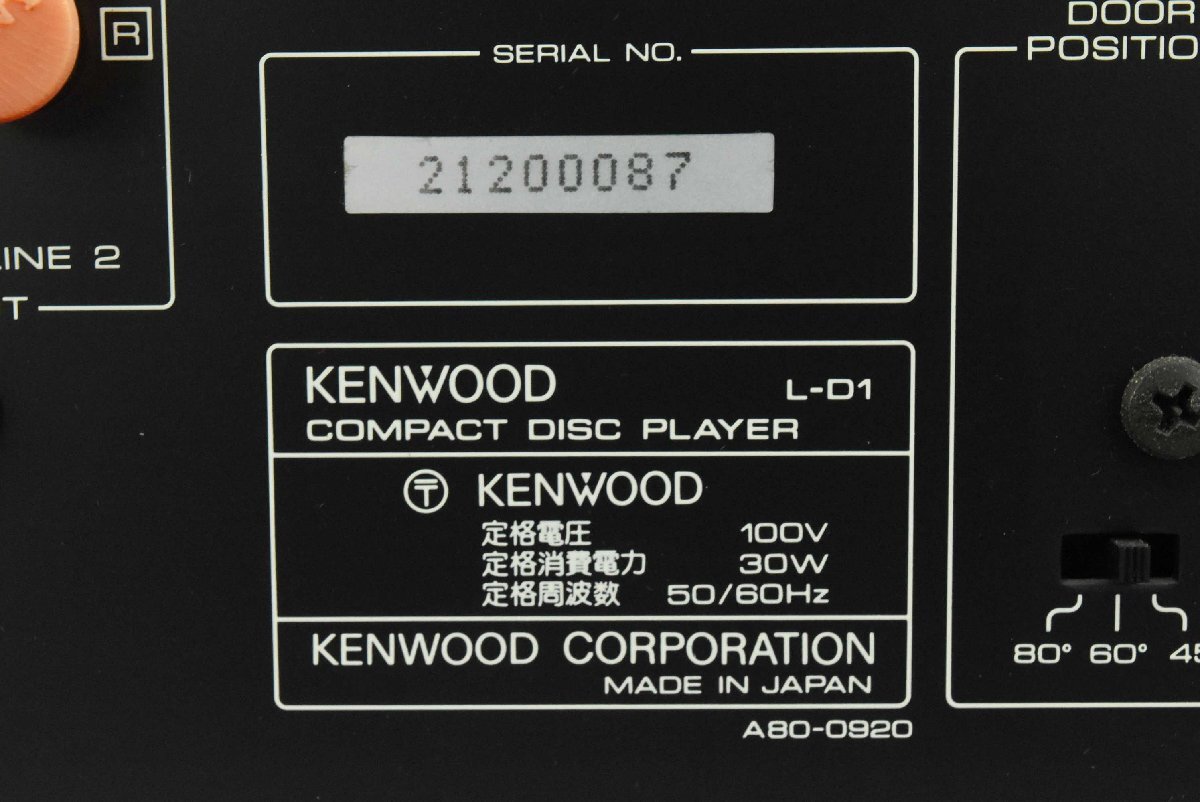 R
LINE 2
T
SERIAL NO.
21200087
DOOR
POSITIO
KENWOOD L-D1
COMPACT DISC PLAYER
〒 KENWOOD
定格電圧 100V
定格消費電力 30W
定格周波数 50/60Hz
KENWOOD CORPORATION
MADE IN JAPAN
A80-0920
80° 60° 45